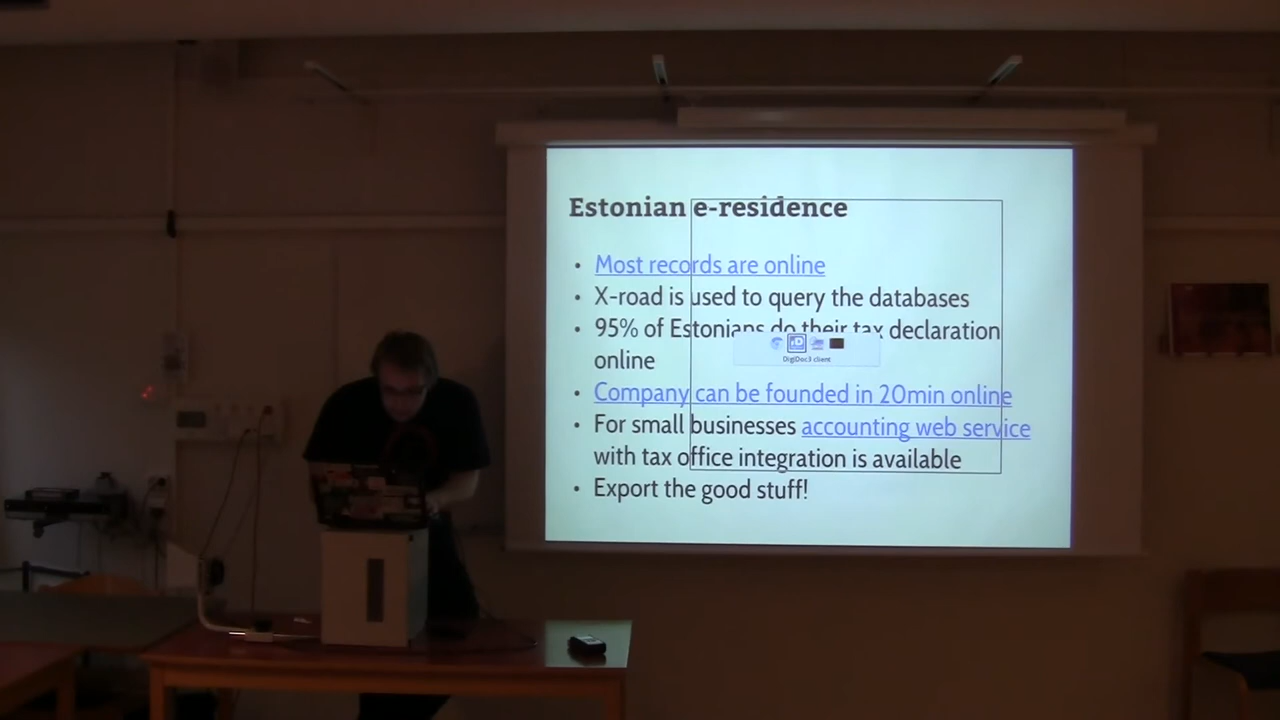 Estonian e-residence
• Most records are online
• X-road is used to query the databases
• 95% of Estonians do their tax declaration
online
DigiDoc3 client
• Company can be founded in 20min online
• For small businesses accounting web service
with tax office integration is available
• Export the good stuff!